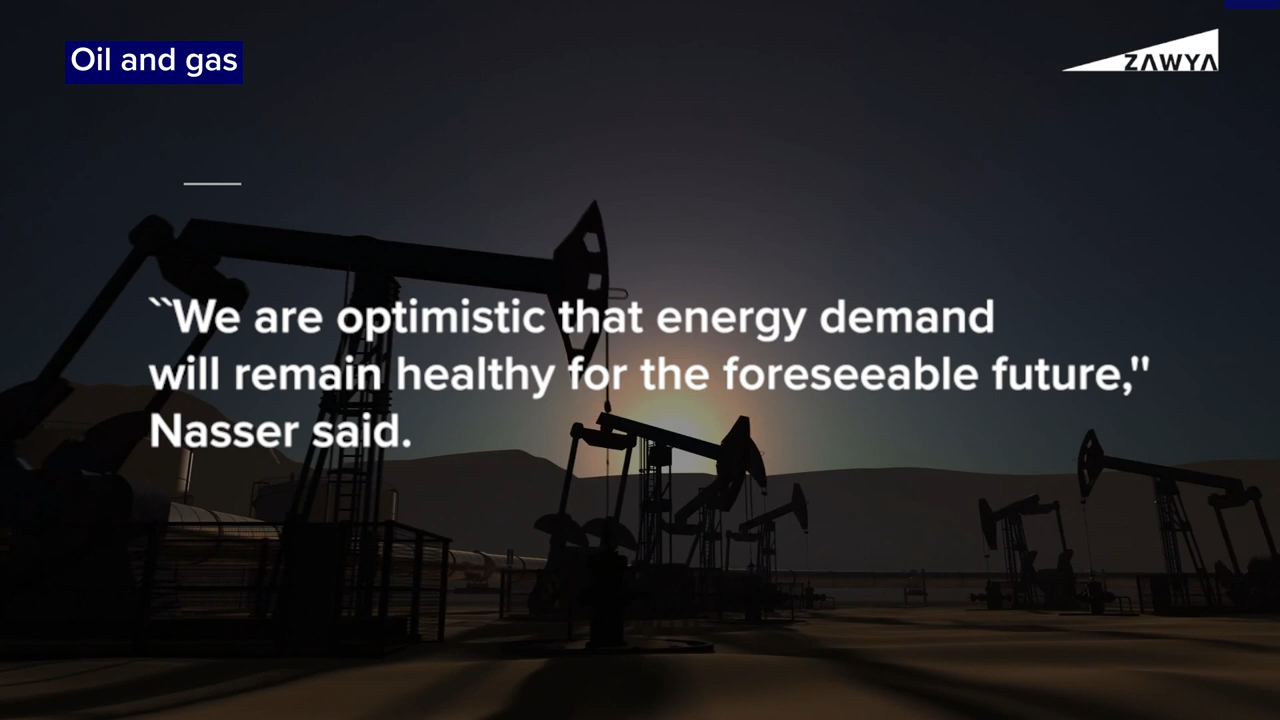 Oil and gas
ZAWYA
``We are optimistic that energy demand
will remain healthy for the foreseeable future,"
Nasser said.